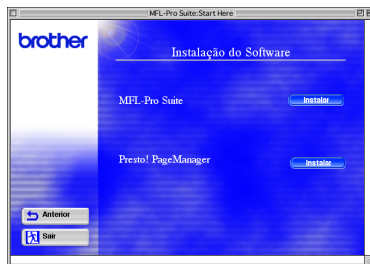 MFL-Pro Suite:Start Here
brother
Instalação do Software
MFL-Pro Suite
Instalar
Presto! PageManager
Instalar
Anterior
Sair